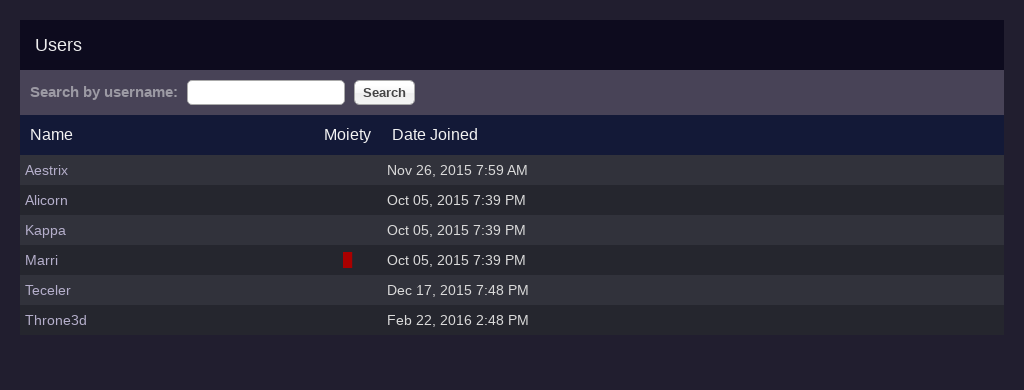 Users
Search by username: Search
Name Moiety Date Joined
Aestrix Nov 26, 2015 7:59 AM
Alicorn Oct 05, 2015 7:39 PM
Kappa Oct 05, 2015 7:39 PM
Marri Oct 05, 2015 7:39 PM
Teceler Dec 17, 2015 7:48 PM
Throne3d Feb 22, 2016 2:48 PM